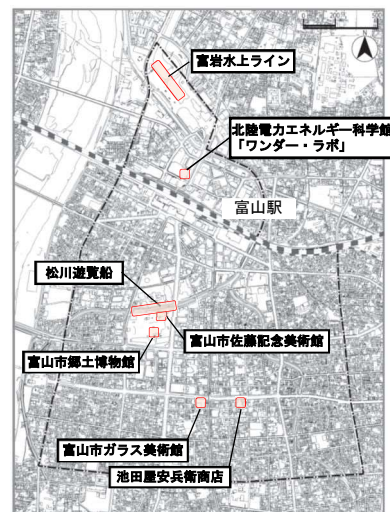 富岩水上ライン
北陸電力エネルギー科学館
「ワンダー・ラボ」
富山駅
松川遊覧船
富山市佐藤記念美術館
富山市郷土博物館
富山市ガラス美術館
池田屋安兵衛商店